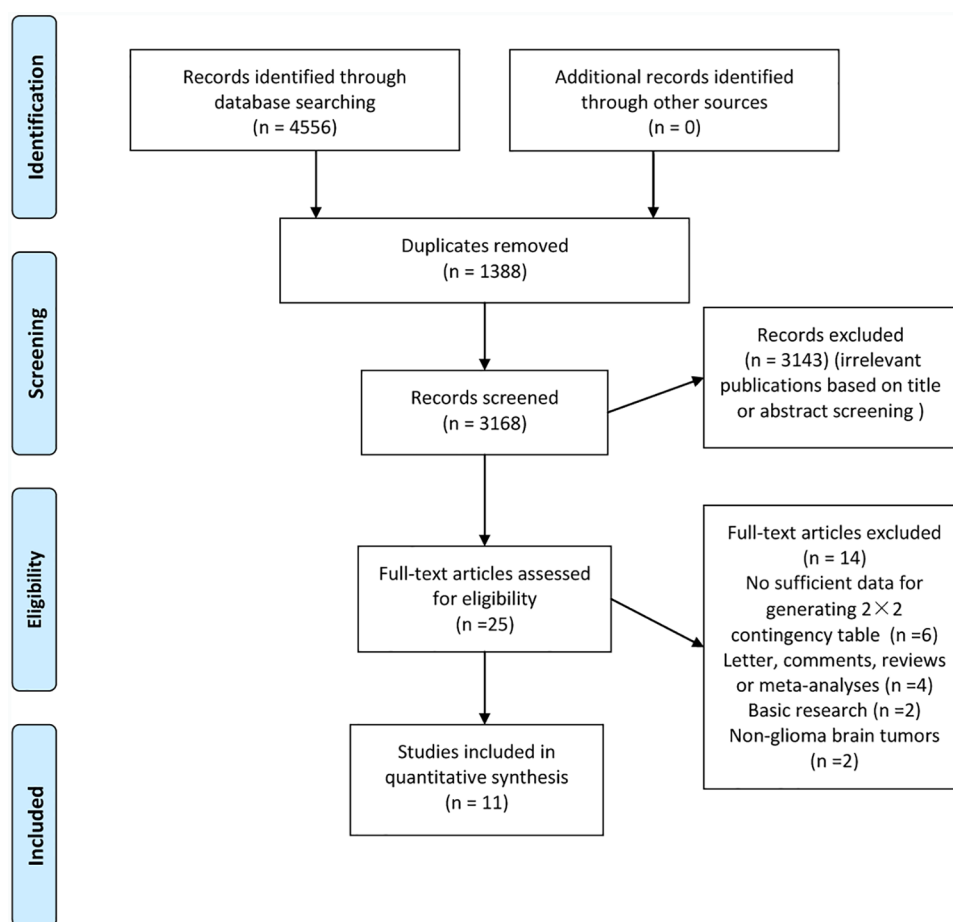 Identification
Records identified through
database searching
(n = 4556)
Additional records identified
through other sources
(n = 0)
Duplicates removed
(n = 1388)
Screening
Records screened
(n = 3168)
Records excluded
(n = 3143) (irrelevant
publications based on title
or abstract screening )
Eligibility
Full-text articles assessed
for eligibility
(n =25)
Full-text articles excluded
(n = 14)
No sufficient data for
generating 2×2
contingency table (n =6)
Letter, comments, reviews
or meta-analyses (n =4)
Basic research (n =2)
Non-glioma brain tumors
(n =2)
Included
Studies included in
quantitative synthesis
(n = 11)